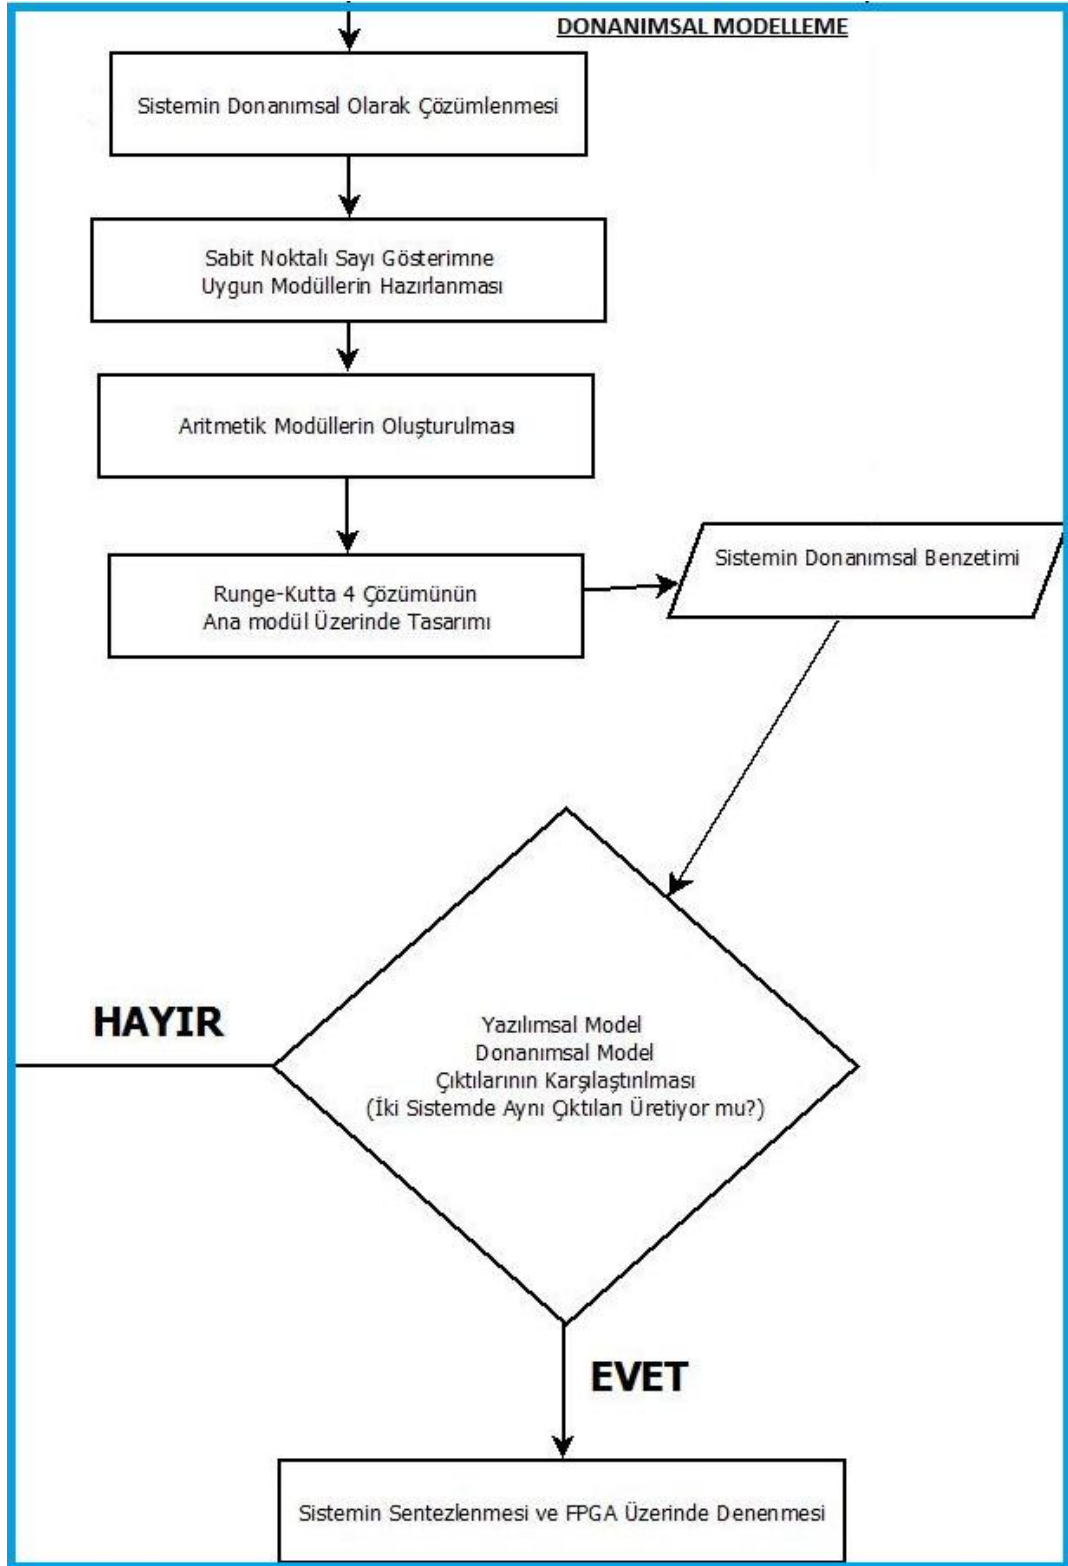 DONANIMSAL MODELLEME
Sistemin Donanımsal Olarak Çözümlenmesi
Sabit Noktalı Sayı Gösterimne
Uygun Modüllerin Hazırlanması
Aritmetik Modüllerin Oluşturulması
Runge-Kutta 4 Çözümünün
Ana modül Üzerinde Tasarımı
Sistemin Donanımsal Benzetimi
HAYIR
Yazılımsal Model
Donanımsal Model
Çıktılarının Karşılaştırılması
(İki Sistemde Aynı Çıktıları Üretiyor mu?)
EVET
Sistemin Sentezlenmesi ve FPGA Üzerinde Denenmesi